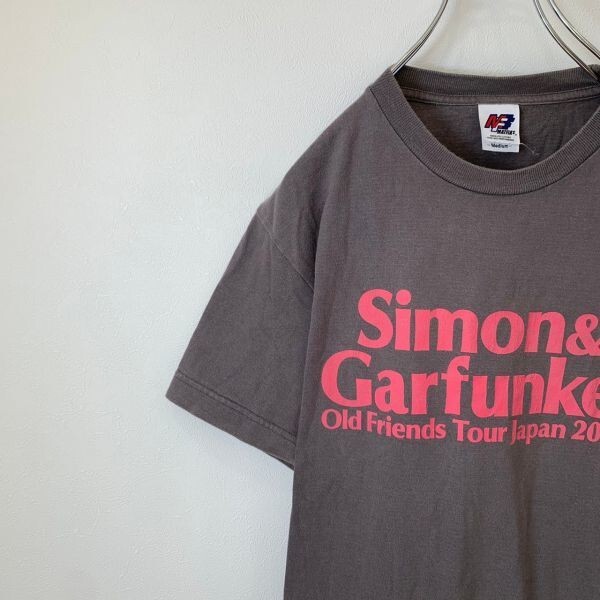 Medium
Simon&
Garfunke
Old Friends Tour Japan 20